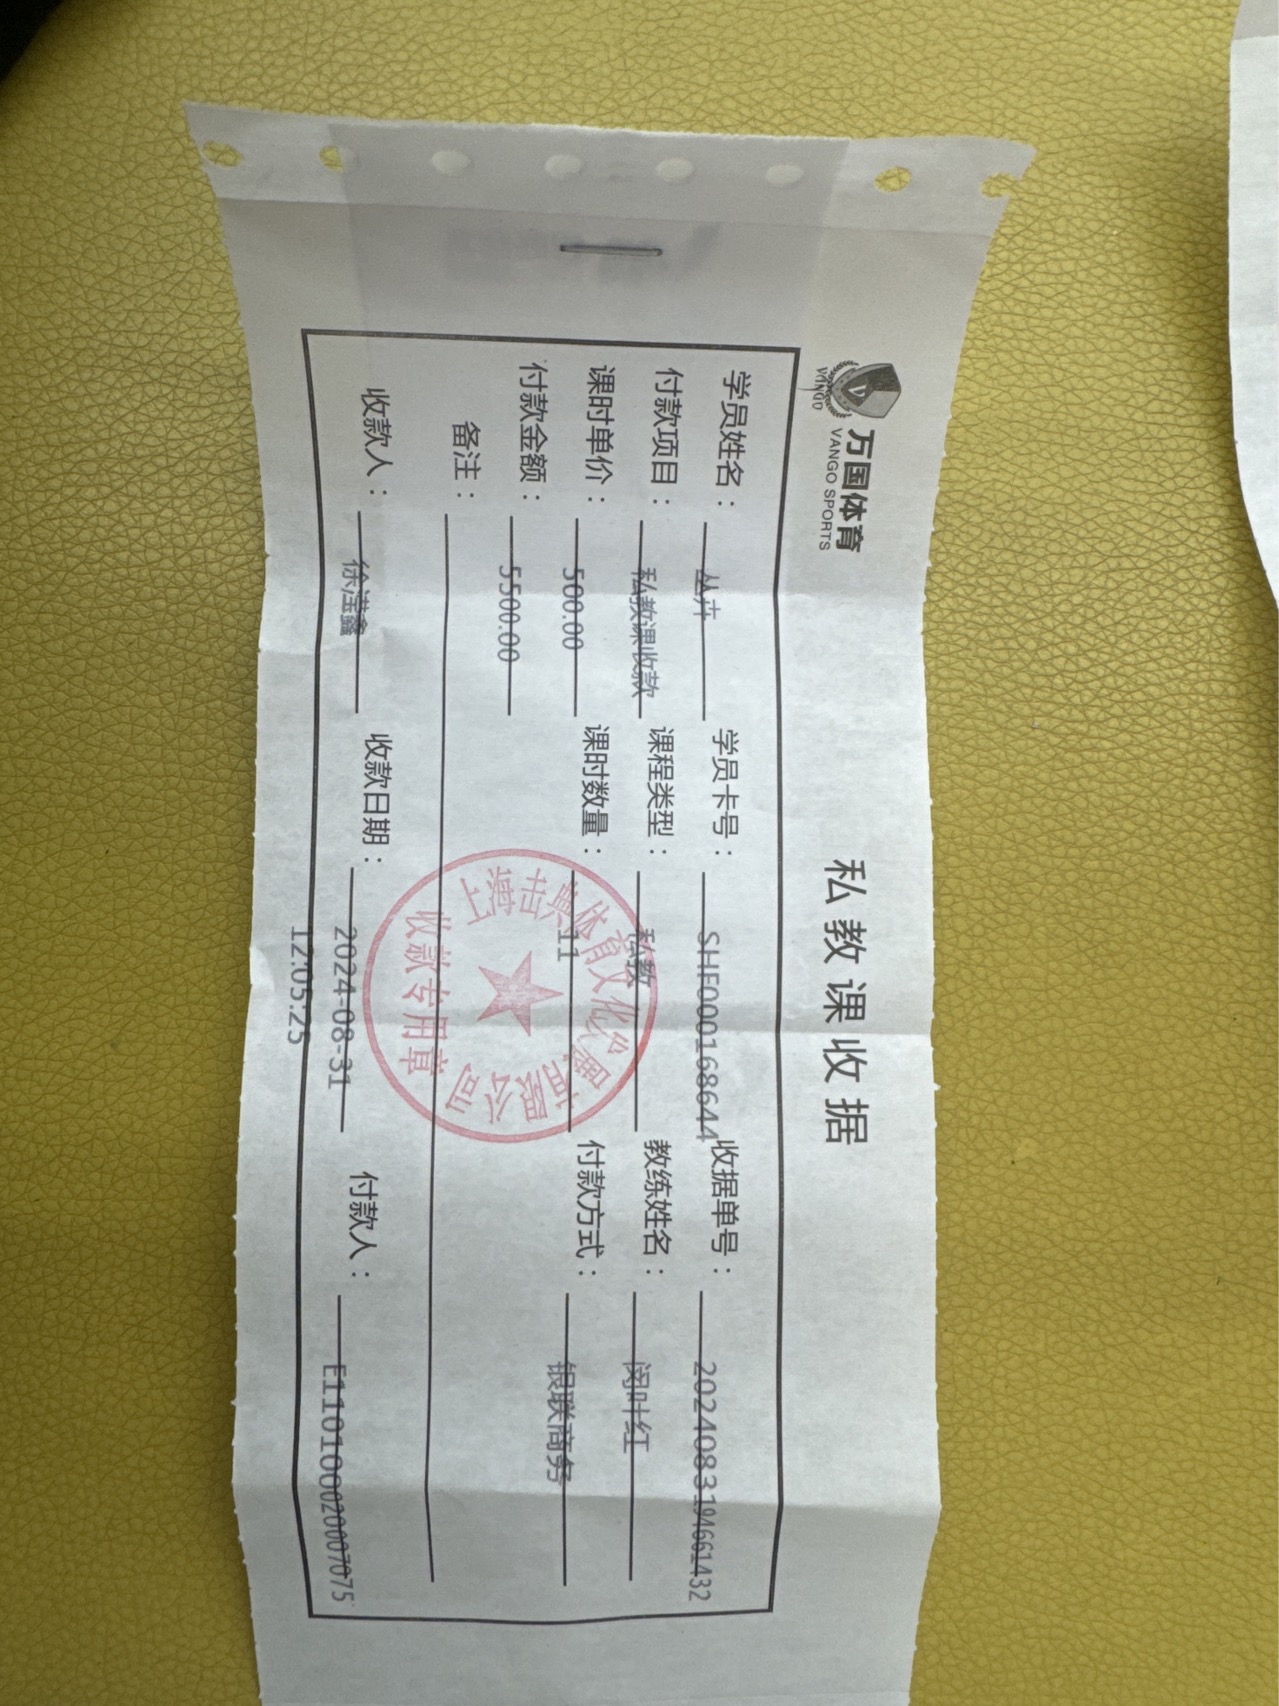 VANGO
万国体育
VANGO SPORTS
私教课收据
学员姓名： 丛卉 学员卡号： SHF000168644 收据单号： 2024083194661432
付款项目： 私教课收款 课程类型： 私教 教练姓名： 闵叶红
课时单价： 500.00 课时数量： 11 付款方式： 银联商务
付款金额： 5500.00
备注：
收款人： 徐滢鑫 收款日期： 2024-08-31 付款人： E110100020007075
12:05:25
上海击典体育文化发展有限公司
收款专用章